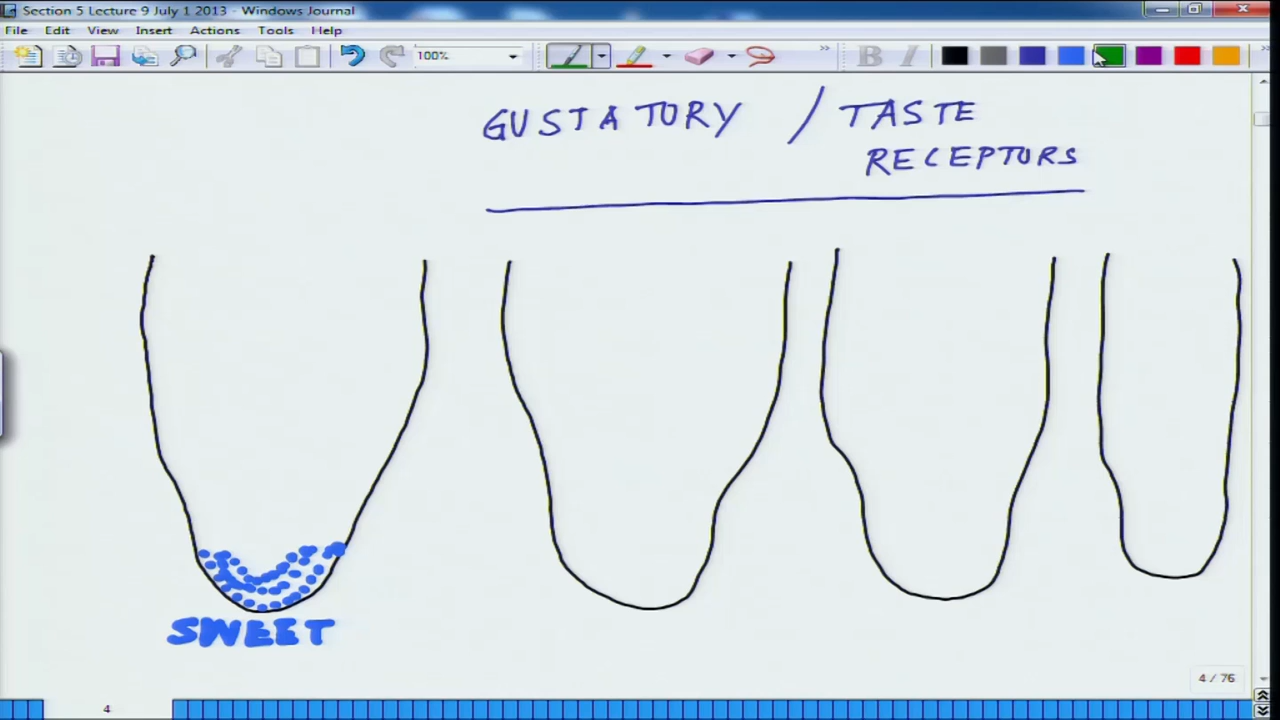 Section 5 Lecture 9 July 1 2013 - Windows Journal
File Edit View Insert Actions Tools Help
100% B I
GUSTATORY / TASTE
RECEPTORS
SWEET
4 / 76
4